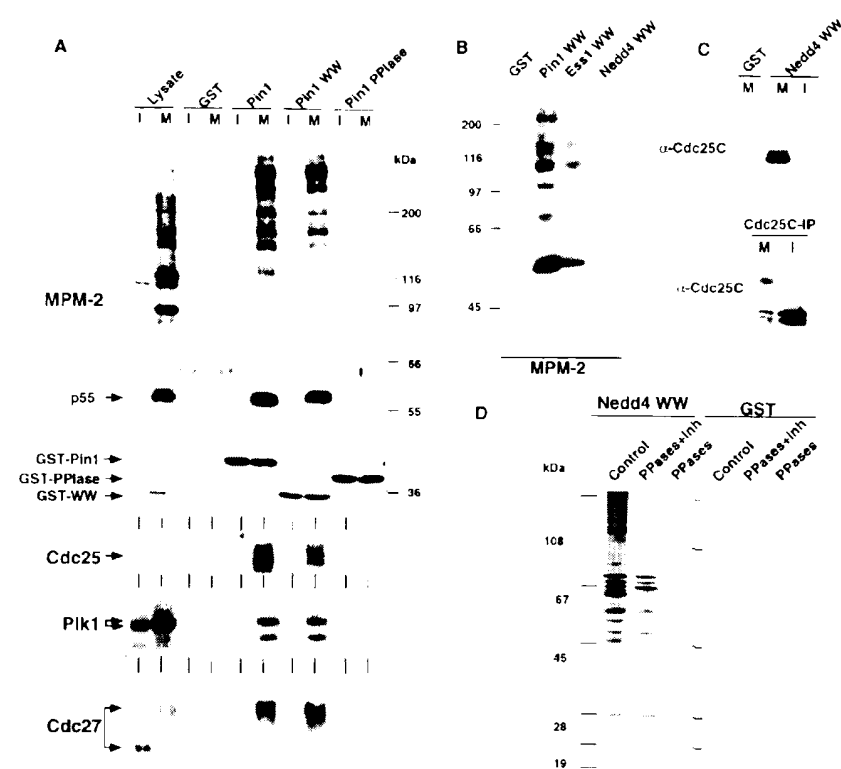 A
Lysate GST Pin1 Pin1 WW Pin1 PPIase
I M I M I M I M I M
kDa
200
116
97
66
55
36
MPM-2
p55
GST-Pin1
GST-PPIase
GST-WW
Cdc25
Plk1
Cdc27
B
GST Pin1 WW Ess1 WW Nedd4 WW
200
116
97
66
45
MPM-2
C
GST Nedd4 WW
M M I
α-Cdc25C
Cdc25C-IP
M I
α-Cdc25C
D
Nedd4 WW GST
Control PPases+Inh PPases Control PPases+Inh PPases
kDa
108
67
45
28
19